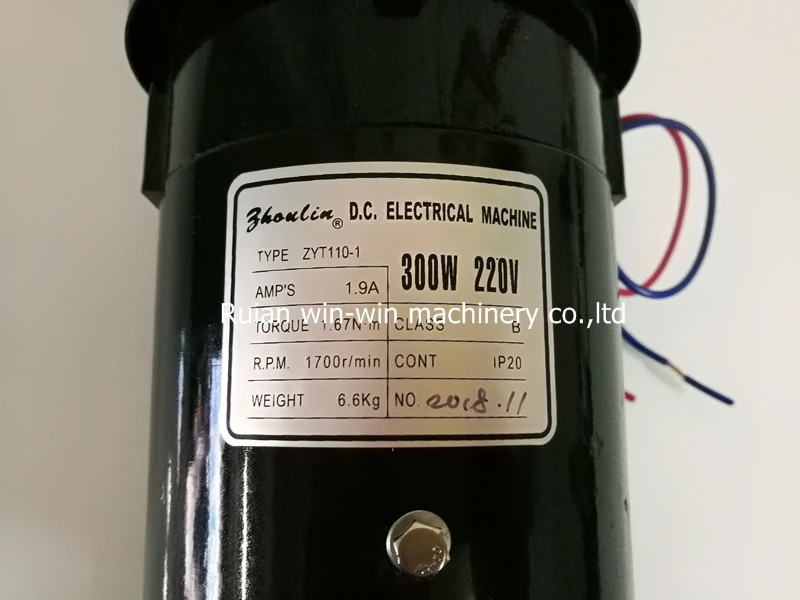 Zhoulin ® D.C. ELECTRICAL MACHINE
TYPE ZYT110-1
300W 220V
AMP'S 1.9A
Ruian win-win machinery co.,ltd
TORQUE 1.67N m CLASS B
R.P.M. 1700r/min CONT IP20
WEIGHT 6.6Kg NO. 2018.11